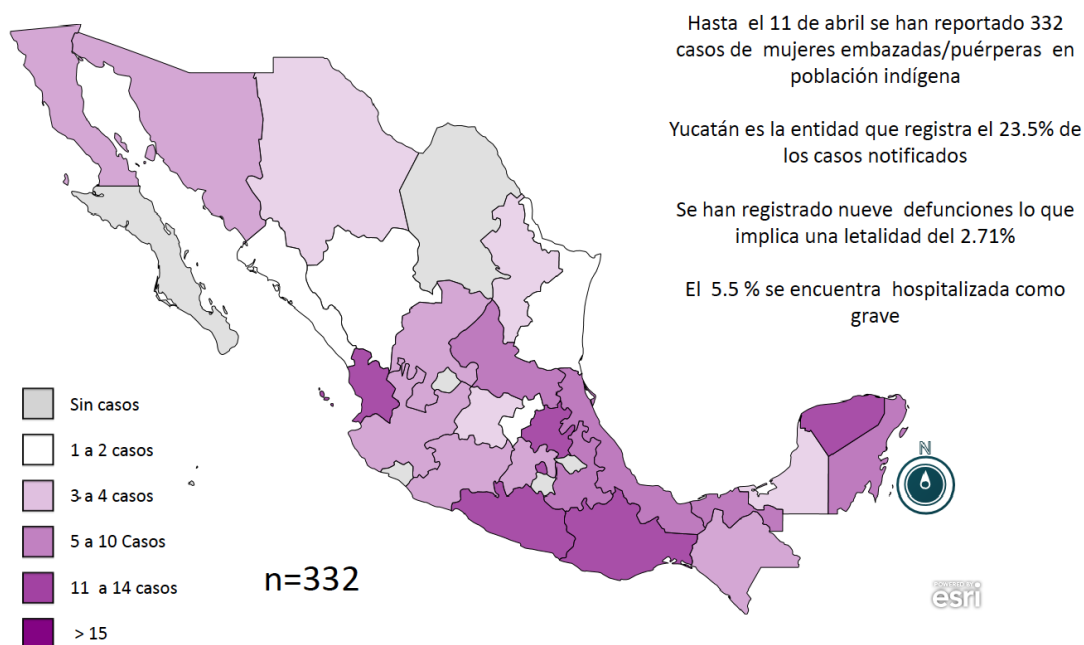 Hasta el 11 de abril se han reportado 332
casos de mujeres embazadas/puérperas en
población indígena
Yucatán es la entidad que registra el 23.5% de
los casos notificados
Se han registrado nueve defunciones lo que
implica una letalidad del 2.71%
El 5.5 % se encuentra hospitalizada como
grave
Sin casos
1 a 2 casos
3-a 4 casos
5 a 10 Casos
11 a 14 casos
> 15
n=332
N
POWERED BY
esri